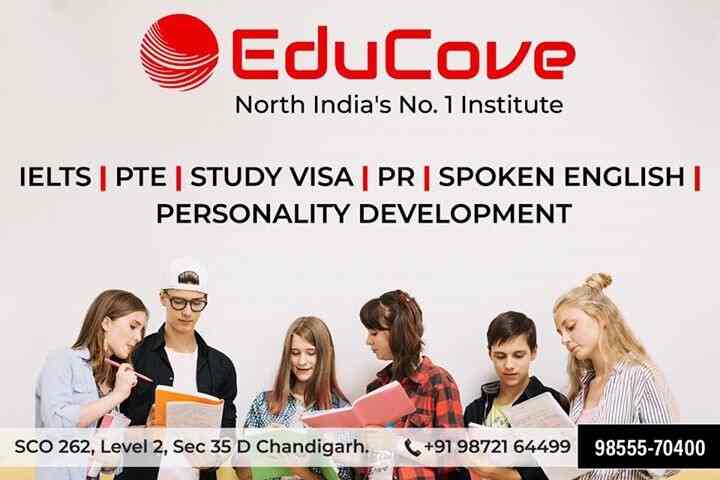 EduCove
North India's No. 1 Institute
IELTS | PTE | STUDY VISA | PR | SPOKEN ENGLISH |
PERSONALITY DEVELOPMENT
SCO 262, Level 2, Sec 35 D Chandigarh. +91 98721 64499 98555-70400